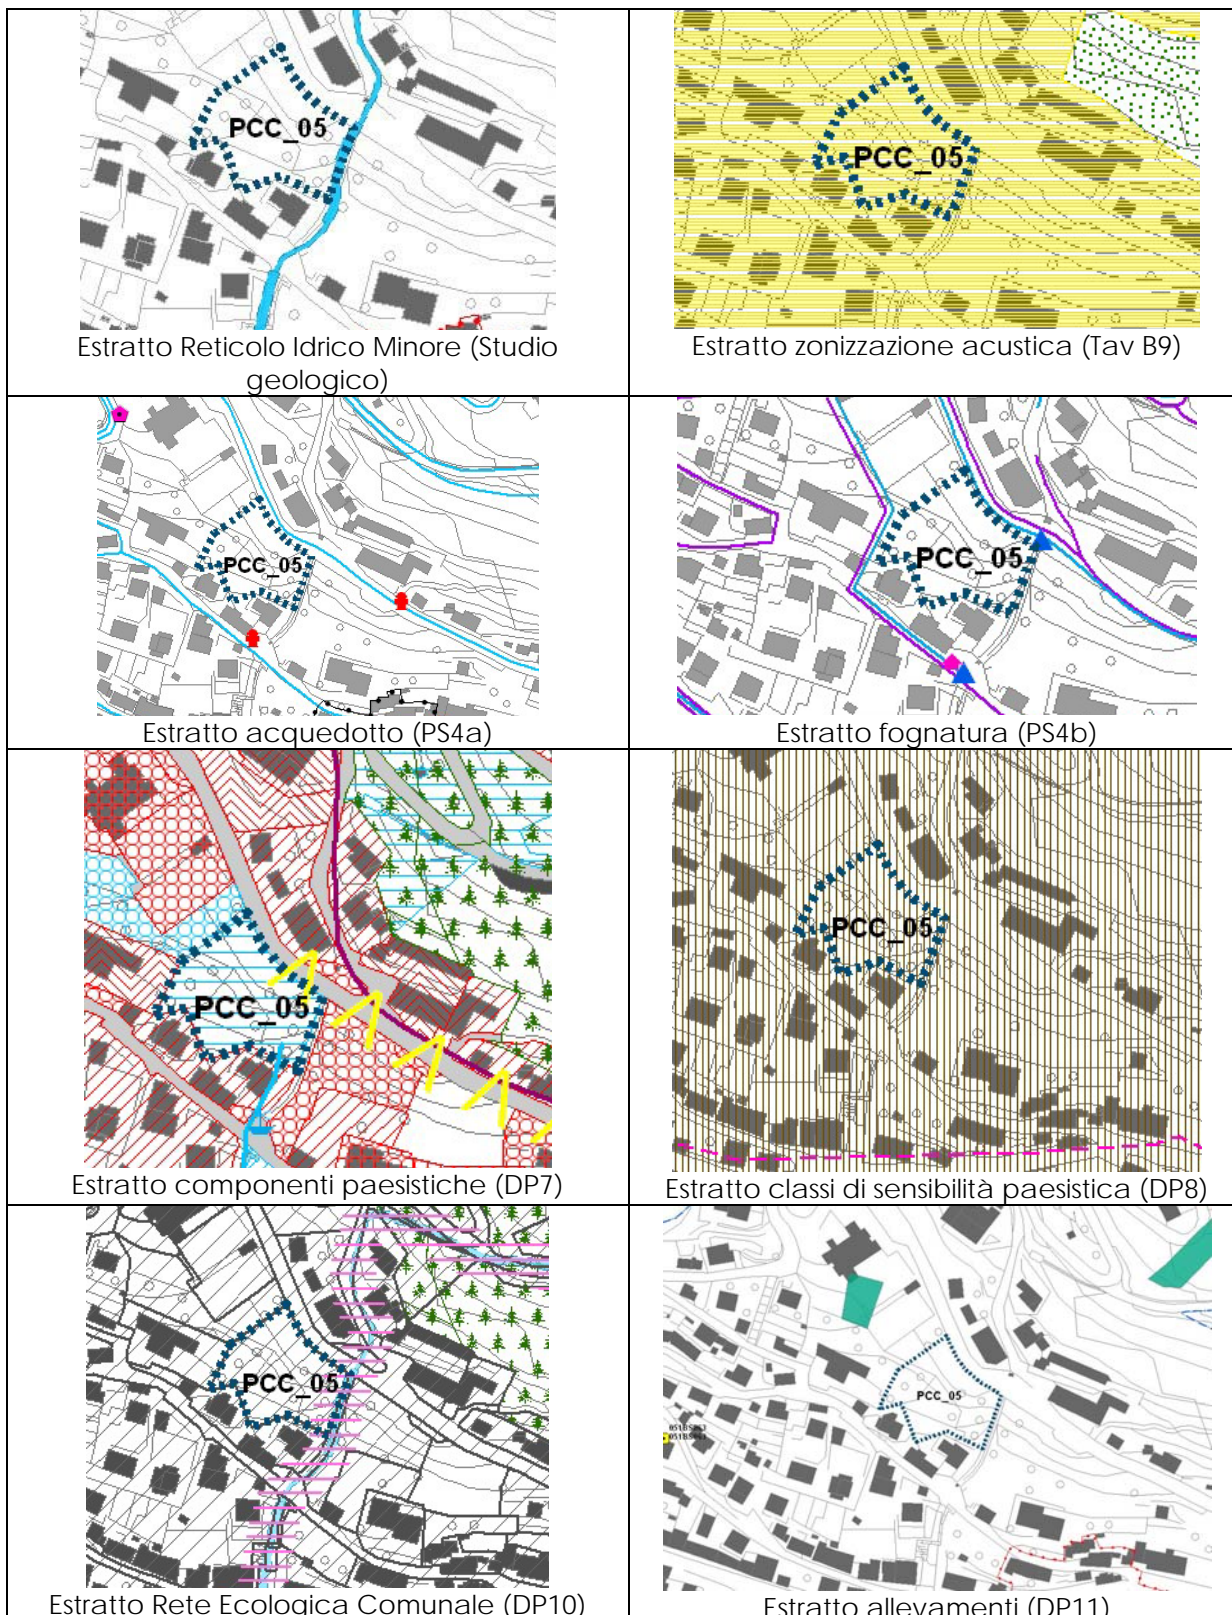 PCC_05
PCC_05
Estratto Reticolo Idrico Minore (Studio
geologico)
Estratto zonizzazione acustica (Tav B9)
PCC_05
PCC_05
Estratto acquedotto (PS4a)
Estratto fognatura (PS4b)
PCC_05
PCC_05
Estratto componenti paesistiche (DP7)
Estratto classi di sensibilità paesistica (DP8)
PCC_05
PCC_05
Estratto Rete Ecologica Comunale (DP10)
Estratto allevamenti (DP11)